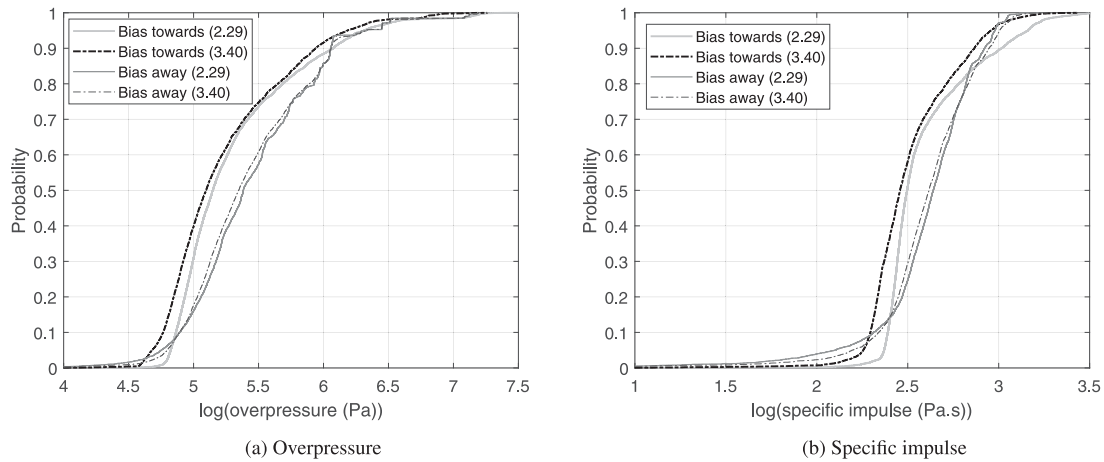 Bias towards (2.29)
Bias towards (3.40)
Bias away (2.29)
Bias away (3.40)
Probability
1
0.9
0.8
0.7
0.6
0.5
0.4
0.3
0.2
0.1
0
4
4.5
5
5.5
6
6.5
7
7.5
log(overpressure (Pa))
(a) Overpressure
Bias towards (2.29)
Bias towards (3.40)
Bias away (2.29)
Bias away (3.40)
Probability
1
0.9
0.8
0.7
0.6
0.5
0.4
0.3
0.2
0.1
0
1
1.5
2
2.5
3
3.5
log(specific impulse (Pa.s))
(b) Specific impulse